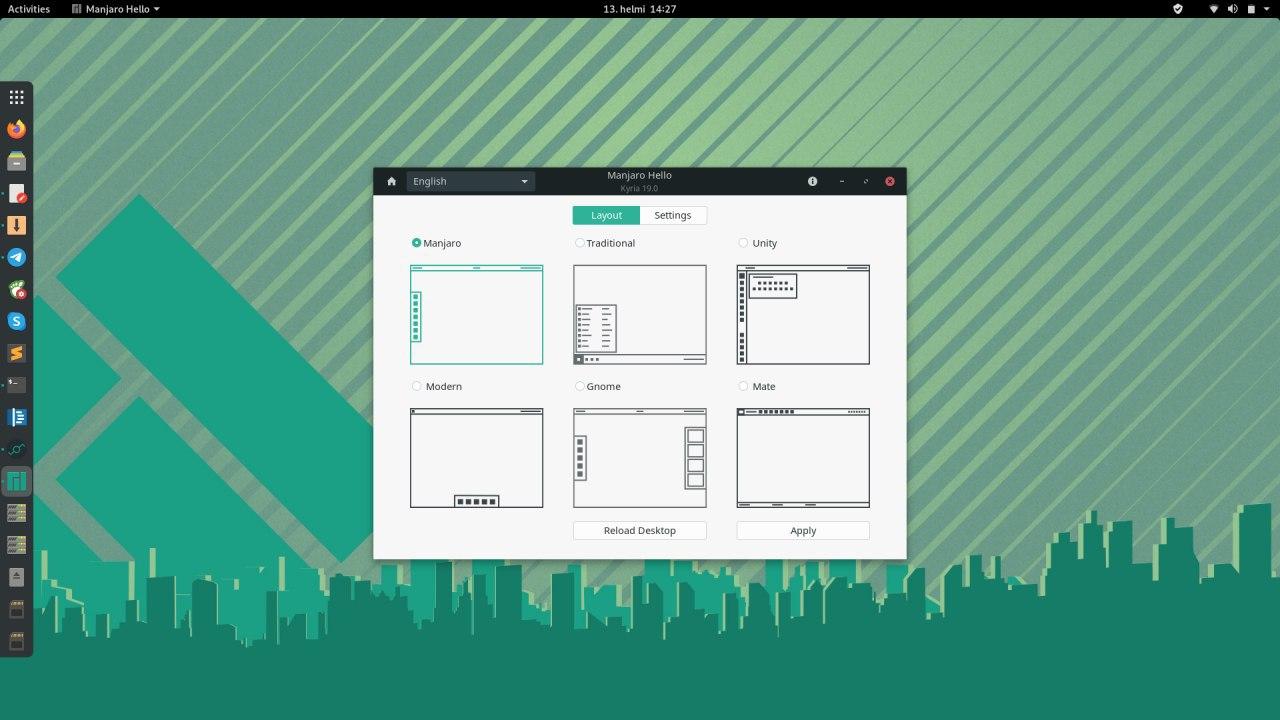 Activities
Manjaro Hello
13. helmi 14:27
English
Manjaro Hello
Kyria 19.0
Layout
Settings
Manjaro
Traditional
Unity
Modern
Gnome
Mate
Reload Desktop
Apply